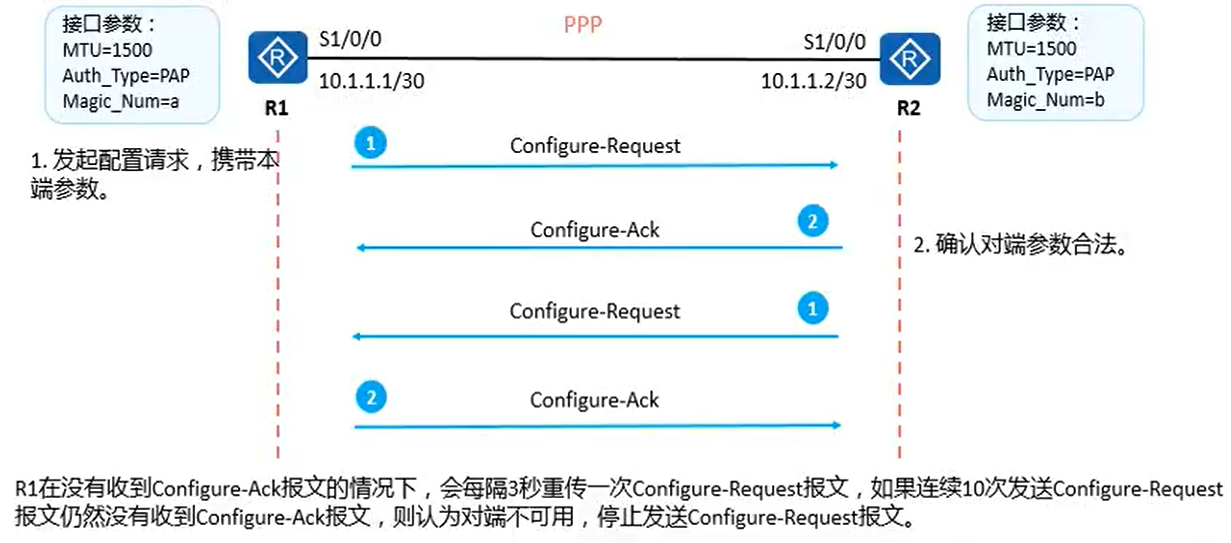 接口参数：
MTU=1500
Auth_Type=PAP
Magic_Num=a
PPP
接口参数：
MTU=1500
Auth_Type=PAP
Magic_Num=b
R
S1/0/0
S1/0/0
R
10.1.1.1/30
10.1.1.2/30
R1
R2
1. 发起配置请求，携带本
端参数。
1
Configure-Request
Configure-Ack
2
2. 确认对端参数合法。
Configure-Request
1
2
Configure-Ack
R1在没有收到Configure-Ack报文的情况下，会每隔3秒重传一次Configure-Request报文，如果连续10次发送Configure-Request
报文仍然没有收到Configure-Ack报文，则认为对端不可用，停止发送Configure-Request报文。